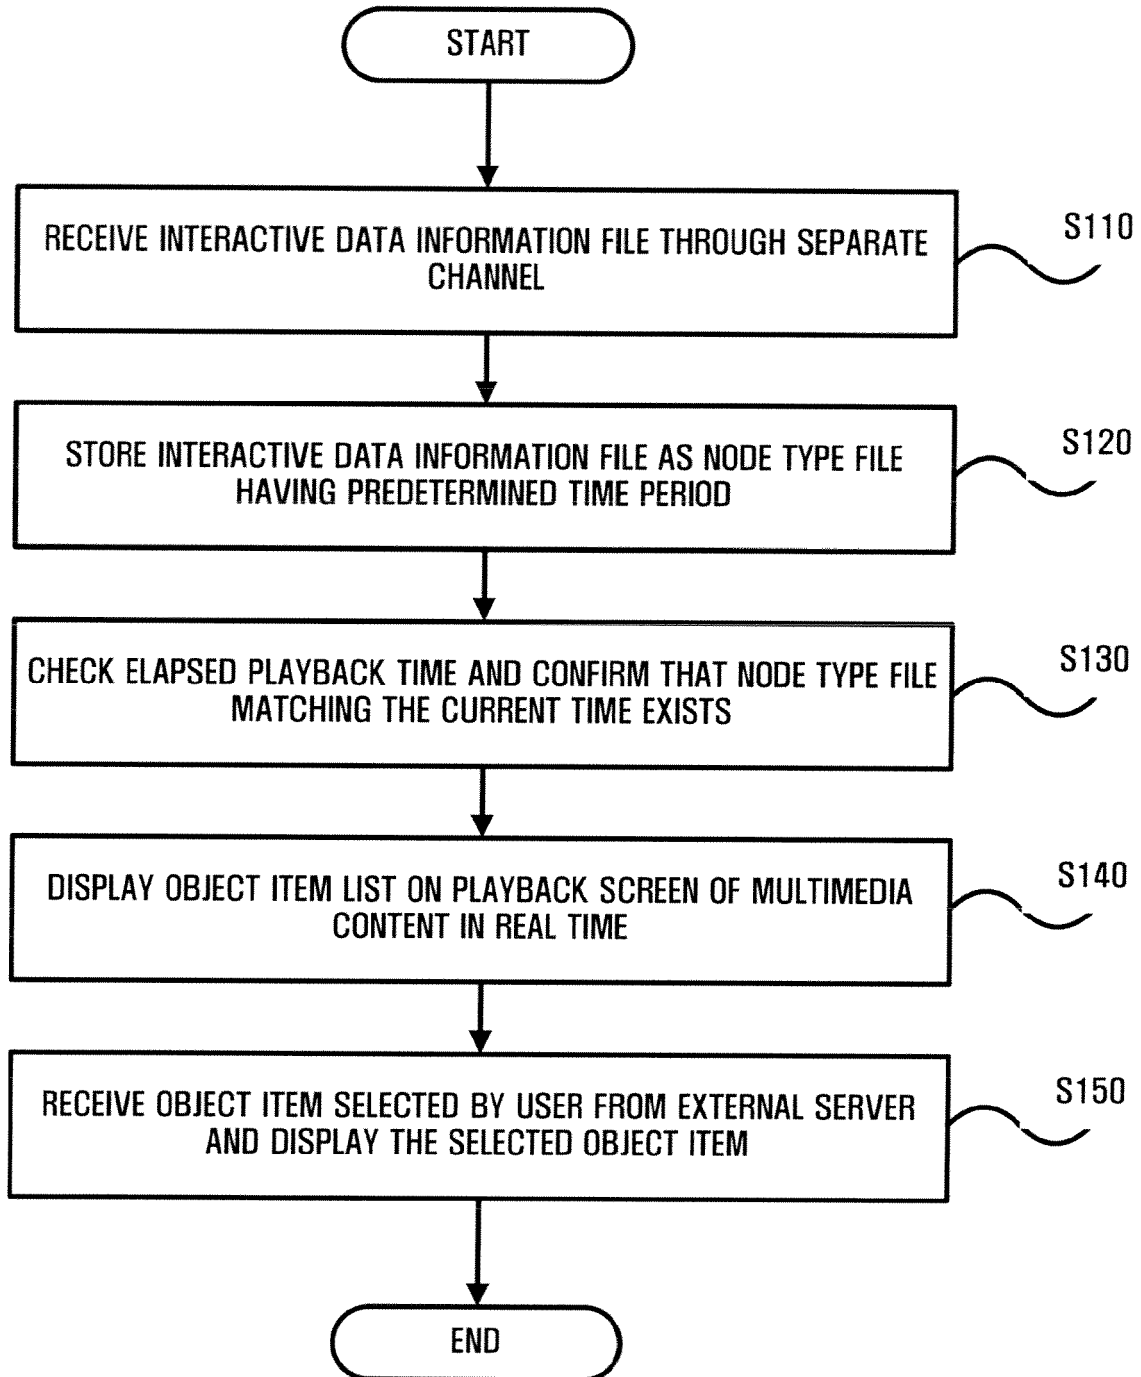 START
RECEIVE INTERACTIVE DATA INFORMATION FILE THROUGH SEPARATE
CHANNEL
S110
STORE INTERACTIVE DATA INFORMATION FILE AS NODE TYPE FILE
HAVING PREDETERMINED TIME PERIOD
S120
CHECK ELAPSED PLAYBACK TIME AND CONFIRM THAT NODE TYPE FILE
MATCHING THE CURRENT TIME EXISTS
S130
DISPLAY OBJECT ITEM LIST ON PLAYBACK SCREEN OF MULTIMEDIA
CONTENT IN REAL TIME
S140
RECEIVE OBJECT ITEM SELECTED BY USER FROM EXTERNAL SERVER
AND DISPLAY THE SELECTED OBJECT ITEM
S150
END